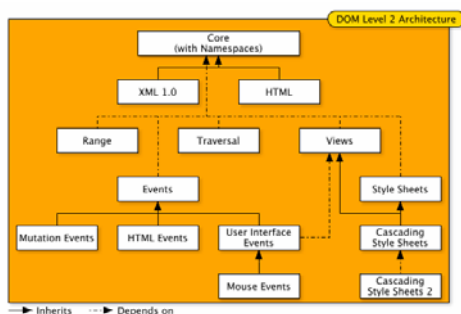 DOM Level 2 Architecture
Core
(with Namespaces)
XML 1.0
HTML
Range
Traversal
Views
Events
Style Sheets
Mutation Events
HTML Events
User Interface
Events
Cascading
Style Sheets
Mouse Events
Cascading
Style Sheets 2
Inherits
Depends on